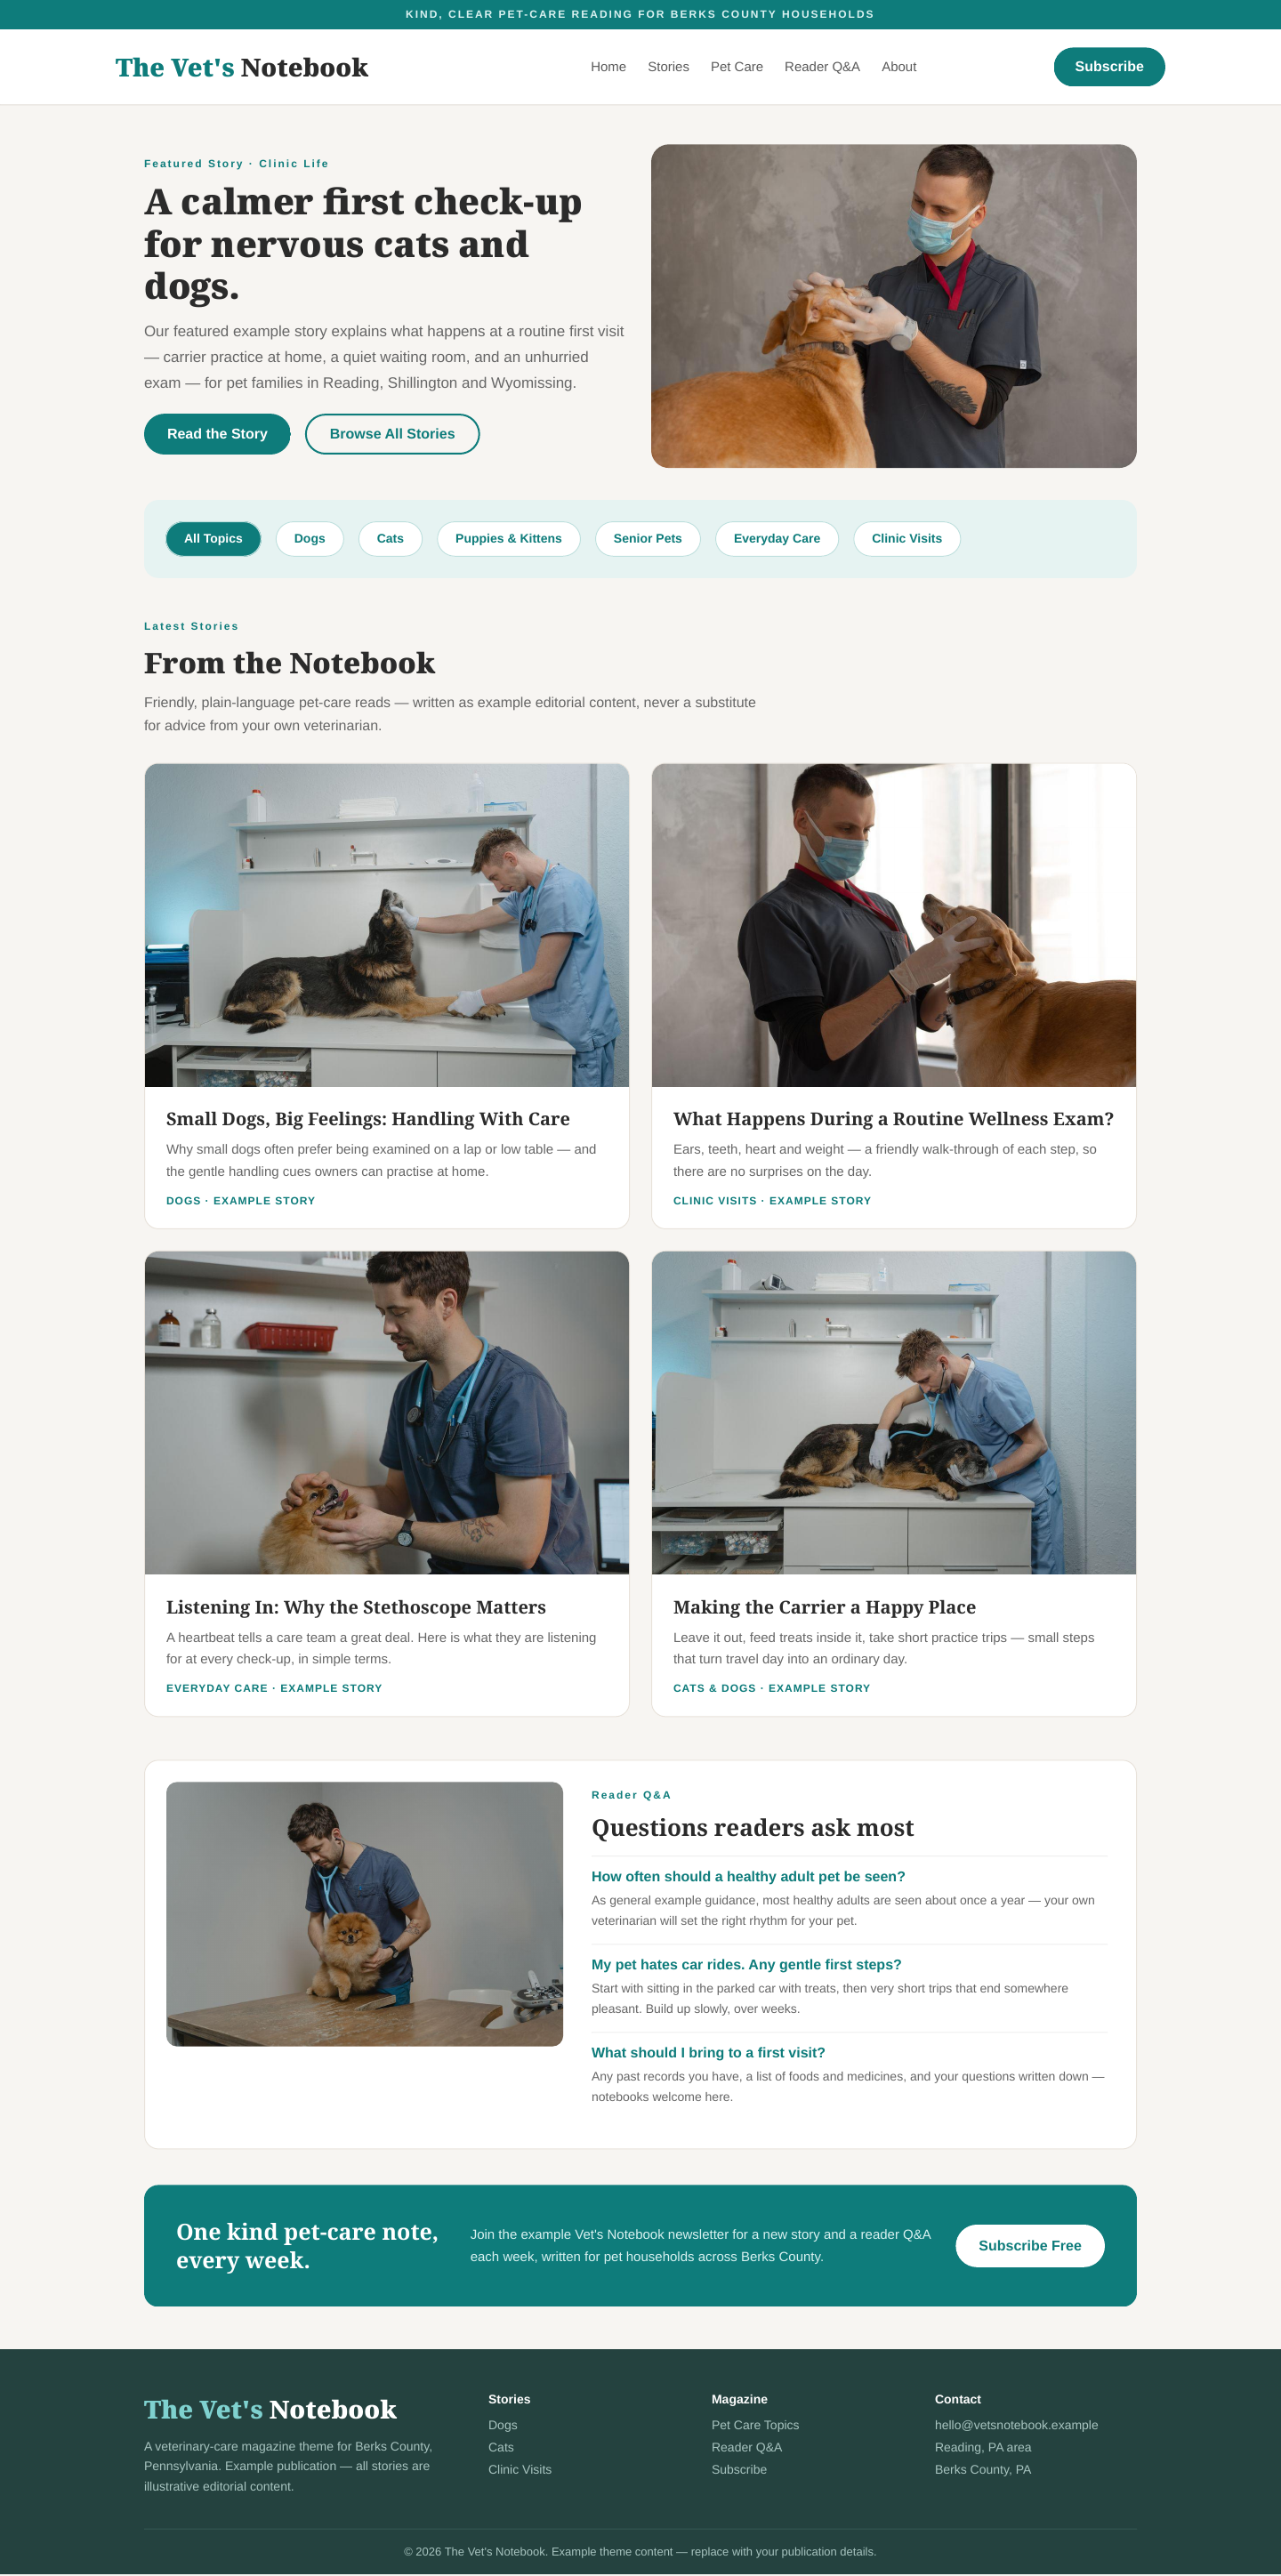 KIND, CLEAR PET-CARE READING FOR BERKS COUNTY HOUSEHOLDS
The Vet's Notebook
Home Stories Pet Care Reader Q&A About
Subscribe
Featured Story · Clinic Life
A calmer first check-up
for nervous cats and
dogs.
Our featured example story explains what happens at a routine first visit
— carrier practice at home, a quiet waiting room, and an unhurried
exam — for pet families in Reading, Shillington and Wyomissing.
Read the Story
Browse All Stories
All Topics
Dogs
Cats
Puppies & Kittens
Senior Pets
Everyday Care
Clinic Visits
Latest Stories
From the Notebook
Friendly, plain-language pet-care reads — written as example editorial content, never a substitute
for advice from your own veterinarian.
Small Dogs, Big Feelings: Handling With Care
Why small dogs often prefer being examined on a lap or low table — and
the gentle handling cues owners can practise at home.
DOGS · EXAMPLE STORY
What Happens During a Routine Wellness Exam?
Ears, teeth, heart and weight — a friendly walk-through of each step, so
there are no surprises on the day.
CLINIC VISITS · EXAMPLE STORY
Listening In: Why the Stethoscope Matters
A heartbeat tells a care team a great deal. Here is what they are listening
for at every check-up, in simple terms.
EVERYDAY CARE · EXAMPLE STORY
Making the Carrier a Happy Place
Leave it out, feed treats inside it, take short practice trips — small steps
that turn travel day into an ordinary day.
CATS & DOGS · EXAMPLE STORY
Reader Q&A
Questions readers ask most
How often should a healthy adult pet be seen?
As general example guidance, most healthy adults are seen about once a year — your own
veterinarian will set the right rhythm for your pet.
My pet hates car rides. Any gentle first steps?
Start with sitting in the parked car with treats, then very short trips that end somewhere
pleasant. Build up slowly, over weeks.
What should I bring to a first visit?
Any past records you have, a list of foods and medicines, and your questions written down —
notebooks welcome here.
One kind pet-care note,
every week.
Join the example Vet's Notebook newsletter for a new story and a reader Q&A
each week, written for pet households across Berks County.
Subscribe Free
The Vet's Notebook
A veterinary-care magazine theme for Berks County,
Pennsylvania. Example publication — all stories are
illustrative editorial content.
Stories
Dogs
Cats
Clinic Visits
Magazine
Pet Care Topics
Reader Q&A
Subscribe
Contact
hello@vetsnotebook.example
Reading, PA area
Berks County, PA
© 2026 The Vet's Notebook. Example theme content — replace with your publication details.